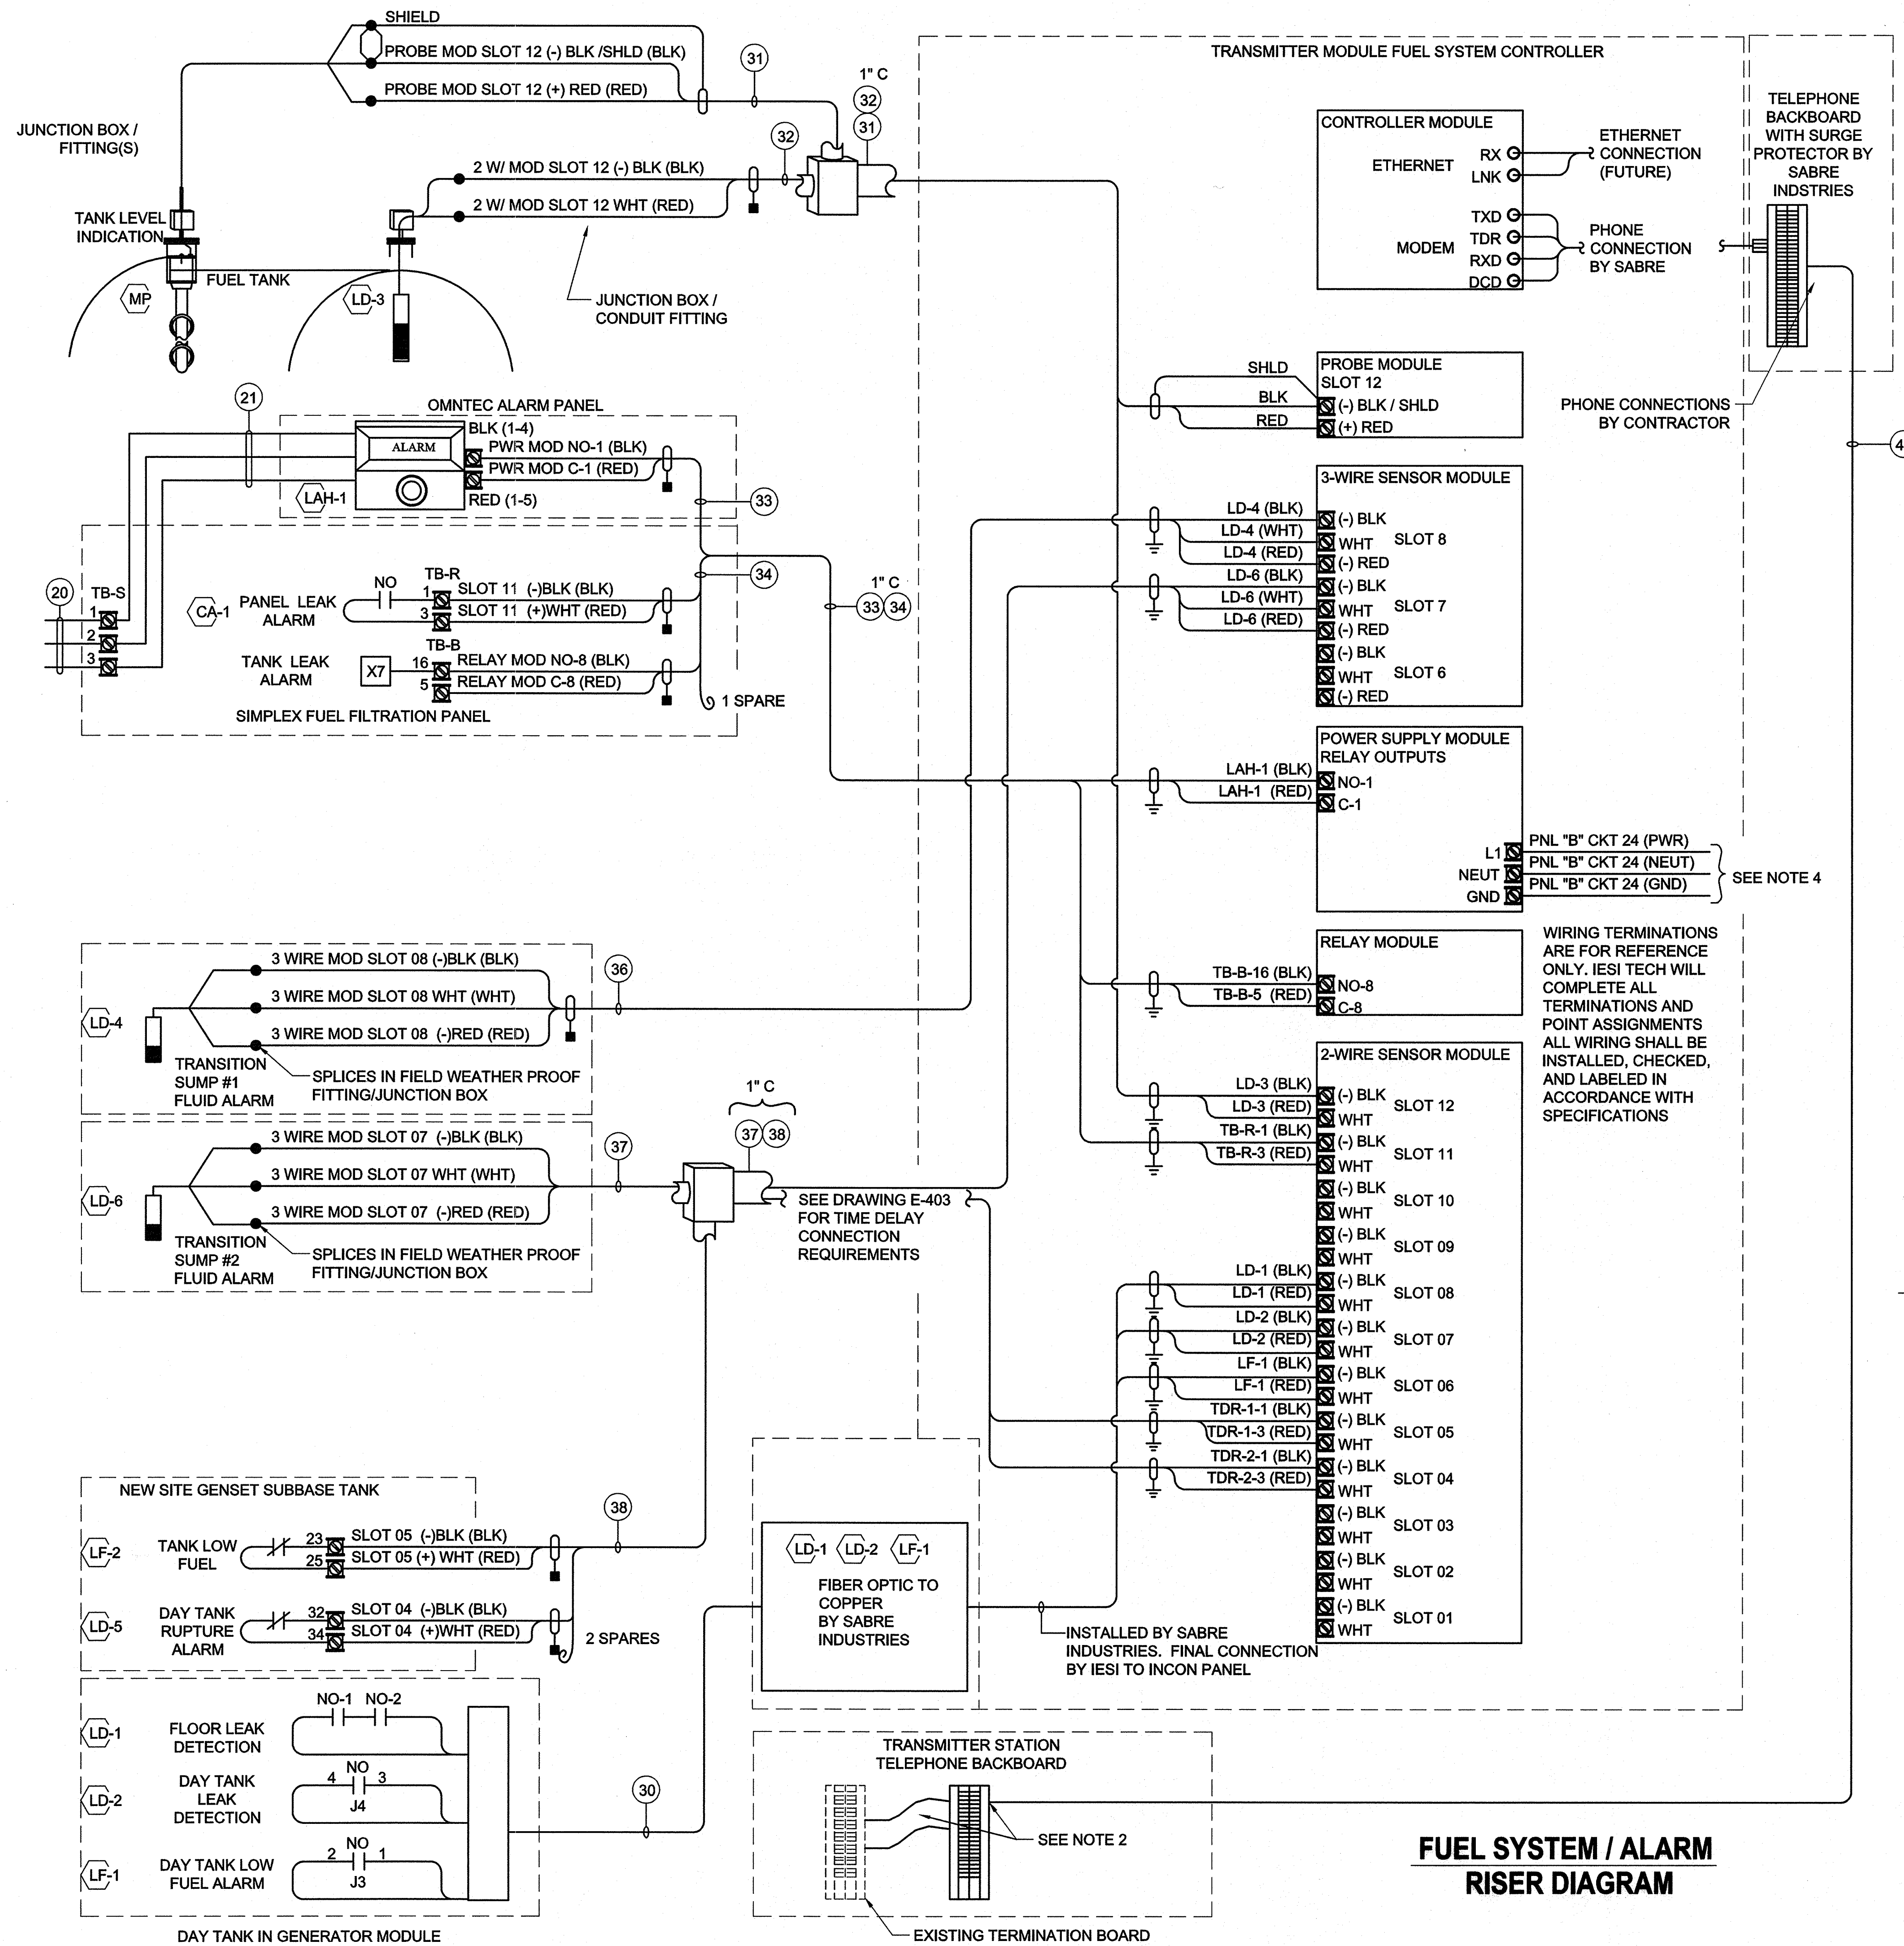 SHIELD
PROBE MOD SLOT 12 (-) BLK /SHLD (BLK)
PROBE MOD SLOT 12 (+) RED (RED)
31
1" C
32
31
JUNCTION BOX /
FITTING(S)
32
2 W/ MOD SLOT 12 (-) BLK (BLK)
2 W/ MOD SLOT 12 WHT (RED)
TANK LEVEL
INDICATION
FUEL TANK
MP
LD-3
JUNCTION BOX /
CONDUIT FITTING
21
OMNTEC ALARM PANEL
ALARM
BLK (1-4)
PWR MOD NO-1 (BLK)
PWR MOD C-1 (RED)
LAH-1
RED (1-5)
33
34
20
TB-S
1
2
3
CA-1
PANEL LEAK
ALARM
NO
TB-R
1
SLOT 11 (-)BLK (BLK)
3
SLOT 11 (+)WHT (RED)
TB-B
TANK LEAK
ALARM
X7
16
RELAY MOD NO-8 (BLK)
5
RELAY MOD C-8 (RED)
1 SPARE
SIMPLEX FUEL FILTRATION PANEL
1" C
33
34
TRANSMITTER MODULE FUEL SYSTEM CONTROLLER
CONTROLLER MODULE
ETHERNET
RX
LNK
ETHERNET
CONNECTION
(FUTURE)
MODEM
TXD
TDR
RXD
DCD
PHONE
CONNECTION
BY SABRE
TELEPHONE
BACKBOARD
WITH SURGE
PROTECTOR BY
SABRE
INDSTRIES
PHONE CONNECTIONS
BY CONTRACTOR
4
SHLD
BLK
RED
PROBE MODULE
SLOT 12
(-) BLK / SHLD
(+) RED
3-WIRE SENSOR MODULE
LD-4 (BLK)
LD-4 (WHT)
LD-4 (RED)
LD-6 (BLK)
LD-6 (WHT)
LD-6 (RED)
(-) BLK
WHT
SLOT 8
(-) RED
(-) BLK
WHT
SLOT 7
(-) RED
(-) BLK
WHT
SLOT 6
(-) RED
POWER SUPPLY MODULE
RELAY OUTPUTS
LAH-1 (BLK)
LAH-1 (RED)
NO-1
C-1
L1
NEUT
GND
PNL "B" CKT 24 (PWR)
PNL "B" CKT 24 (NEUT)
PNL "B" CKT 24 (GND)
SEE NOTE 4
RELAY MODULE
TB-B-16 (BLK)
TB-B-5 (RED)
NO-8
C-8
WIRING TERMINATIONS
ARE FOR REFERENCE
ONLY. IESI TECH WILL
COMPLETE ALL
TERMINATIONS AND
POINT ASSIGNMENTS
ALL WIRING SHALL BE
INSTALLED, CHECKED,
AND LABELED IN
ACCORDANCE WITH
SPECIFICATIONS
LD-4
3 WIRE MOD SLOT 08 (-)BLK (BLK)
3 WIRE MOD SLOT 08 WHT (WHT)
3 WIRE MOD SLOT 08 (-)RED (RED)
TRANSITION
SUMP #1
FLUID ALARM
SPLICES IN FIELD WEATHER PROOF
FITTING/JUNCTION BOX
36
LD-6
3 WIRE MOD SLOT 07 (-)BLK (BLK)
3 WIRE MOD SLOT 07 WHT (WHT)
3 WIRE MOD SLOT 07 (-)RED (RED)
TRANSITION
SUMP #2
FLUID ALARM
SPLICES IN FIELD WEATHER PROOF
FITTING/JUNCTION BOX
37
1" C
37
38
SEE DRAWING E-403
FOR TIME DELAY
CONNECTION
REQUIREMENTS
2-WIRE SENSOR MODULE
LD-3 (BLK)
LD-3 (RED)
TB-R-1 (BLK)
TB-R-3 (RED)
LD-1 (BLK)
LD-1 (RED)
LD-2 (BLK)
LD-2 (RED)
LF-1 (BLK)
LF-1 (RED)
TDR-1-1 (BLK)
TDR-1-3 (RED)
TDR-2-1 (BLK)
TDR-2-3 (RED)
(-) BLK
WHT
SLOT 12
(-) BLK
WHT
SLOT 11
(-) BLK
WHT
SLOT 10
(-) BLK
WHT
SLOT 09
(-) BLK
WHT
SLOT 08
(-) BLK
WHT
SLOT 07
(-) BLK
WHT
SLOT 06
(-) BLK
WHT
SLOT 05
(-) BLK
WHT
SLOT 04
(-) BLK
WHT
SLOT 03
(-) BLK
WHT
SLOT 02
(-) BLK
WHT
SLOT 01
NEW SITE GENSET SUBBASE TANK
LF-2
TANK LOW
FUEL
23
SLOT 05 (-)BLK (BLK)
25
SLOT 05 (+) WHT (RED)
38
LD-5
DAY TANK
RUPTURE
ALARM
32
SLOT 04 (-)BLK (BLK)
34
SLOT 04 (+)WHT (RED)
2 SPARES
LD-1
LD-2
LF-1
FIBER OPTIC TO
COPPER
BY SABRE
INDUSTRIES
INSTALLED BY SABRE
INDUSTRIES. FINAL CONNECTION
BY IESI TO INCON PANEL
LD-1
FLOOR LEAK
DETECTION
NO-1 NO-2
LD-2
DAY TANK
LEAK
DETECTION
NO
4 3
J4
LF-1
DAY TANK LOW
FUEL ALARM
NO
2 1
J3
30
DAY TANK IN GENERATOR MODULE
TRANSMITTER STATION
TELEPHONE BACKBOARD
SEE NOTE 2
EXISTING TERMINATION BOARD
FUEL SYSTEM / ALARM
RISER DIAGRAM